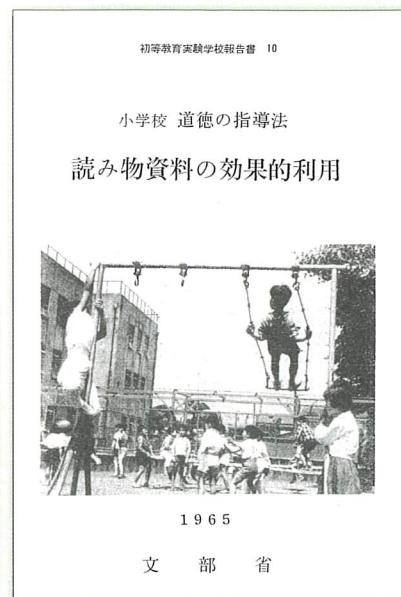 初等教育実験学校報告書 10
小学校 道徳の指導法
読み物資料の効果的利用
1965
文部省